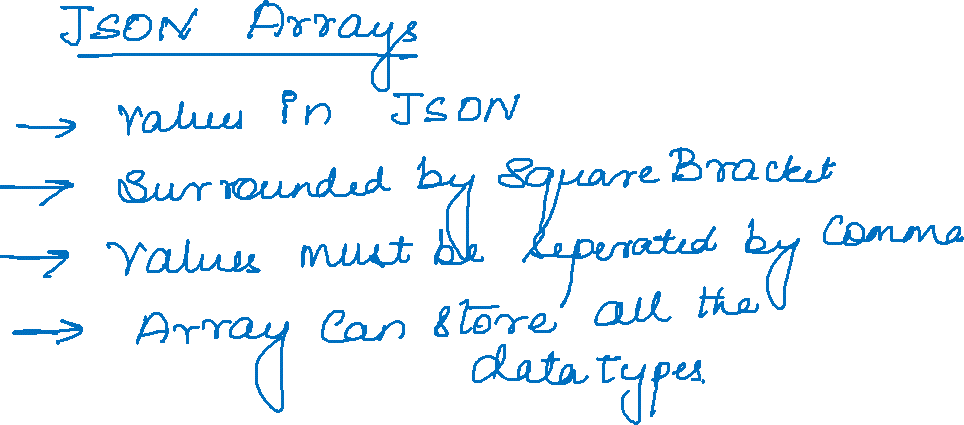 JSON Arrays
→ Values in JSON
→ Surrounded by Square Bracket
→ Values must be Seperated by Comma
→ Array Can Store all the
data types.